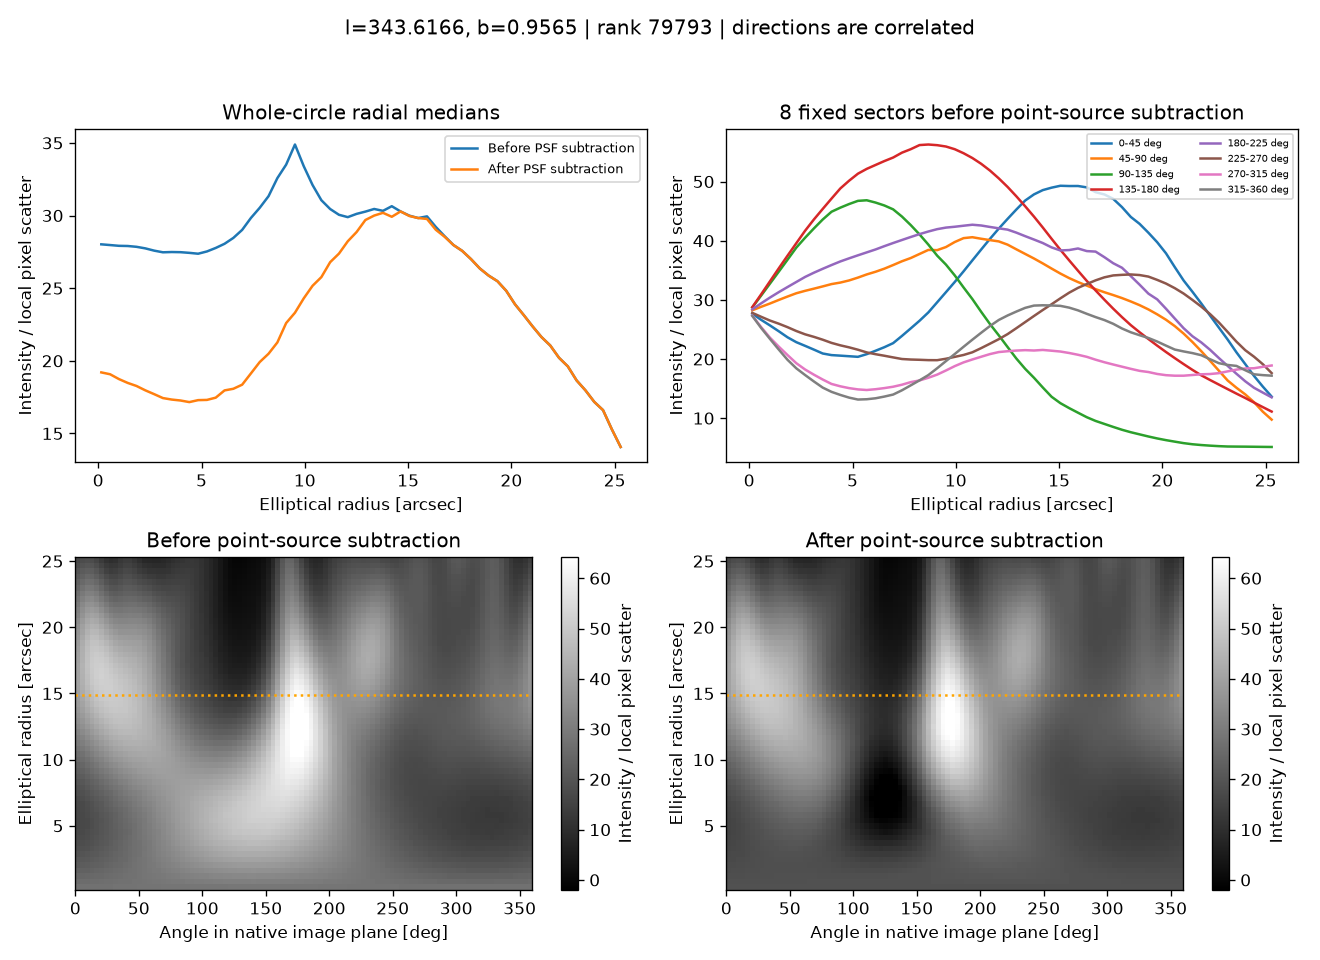 l=343.6166, b=0.9565 | rank 79793 | directions are correlated
Whole-circle radial medians
Intensity / local pixel scatter
35
30
25
20
15
Before PSF subtraction
After PSF subtraction
0 5 10 15 20 25
Elliptical radius [arcsec]
8 fixed sectors before point-source subtraction
Intensity / local pixel scatter
50
40
30
20
10
0-45 deg
45-90 deg
90-135 deg
135-180 deg
180-225 deg
225-270 deg
270-315 deg
315-360 deg
0 5 10 15 20 25
Elliptical radius [arcsec]
Before point-source subtraction
Elliptical radius [arcsec]
25
20
15
10
5
0 50 100 150 200 250 300 350
Angle in native image plane [deg]
60
50
40
30
20
10
0
Intensity / local pixel scatter
After point-source subtraction
Elliptical radius [arcsec]
25
20
15
10
5
0 50 100 150 200 250 300 350
Angle in native image plane [deg]
60
50
40
30
20
10
0
Intensity / local pixel scatter